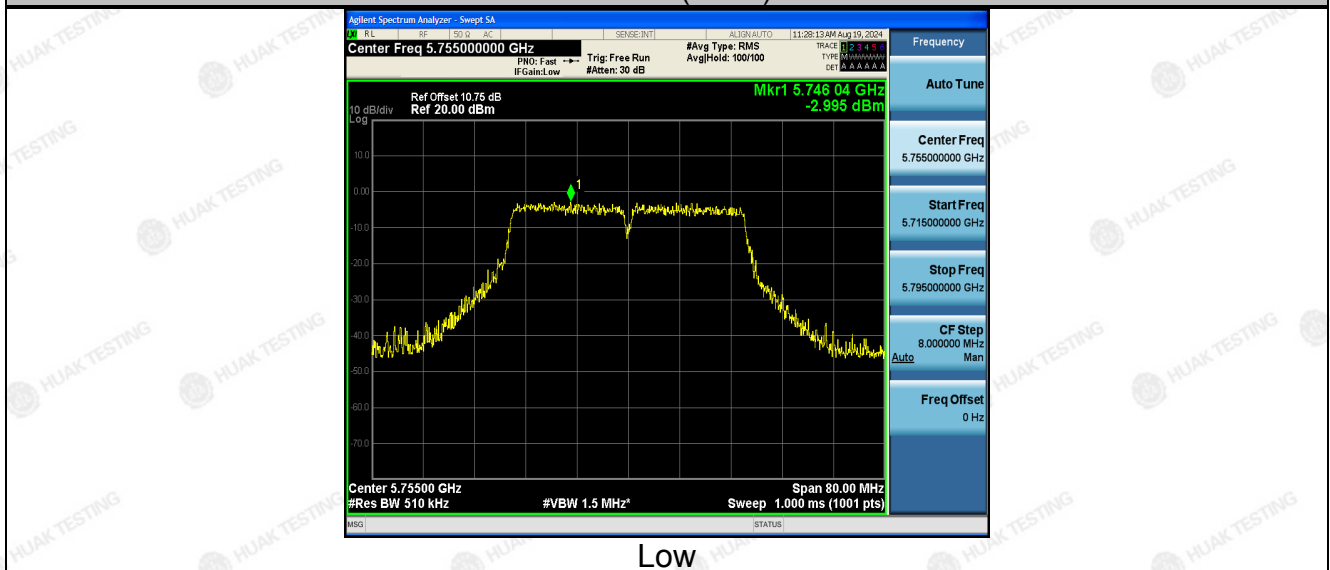 Agilent Spectrum Analyzer - Swept SA
LXI RL RF 50 Ω AC SENSE:INT ALIGN AUTO 11:28:13 AM Aug 19, 2024
Center Freq 5.755000000 GHz
PNO: Fast
IFGain:Low
Trig: Free Run
#Atten: 30 dB
#Avg Type: RMS
Avg|Hold: 100/100
TRACE 1 2 3 4 5 6
TYPE M W W W W W
DET A A A A A A
Mkr1 5.746 04 GHz
-2.995 dBm
Ref Offset 10.75 dB
10 dB/div Ref 20.00 dBm
Log
10.0
0.00
-10.0
-20.0
-30.0
-40.0
-50.0
-60.0
-70.0
1
Center 5.75500 GHz Span 80.00 MHz
#Res BW 510 kHz #VBW 1.5 MHz* Sweep 1.000 ms (1001 pts)
MSG STATUS
Frequency
Auto Tune
Center Freq
5.755000000 GHz
Start Freq
5.715000000 GHz
Stop Freq
5.795000000 GHz
CF Step
8.000000 MHz
Auto Man
Freq Offset
0 Hz
Low
HUAK TESTING